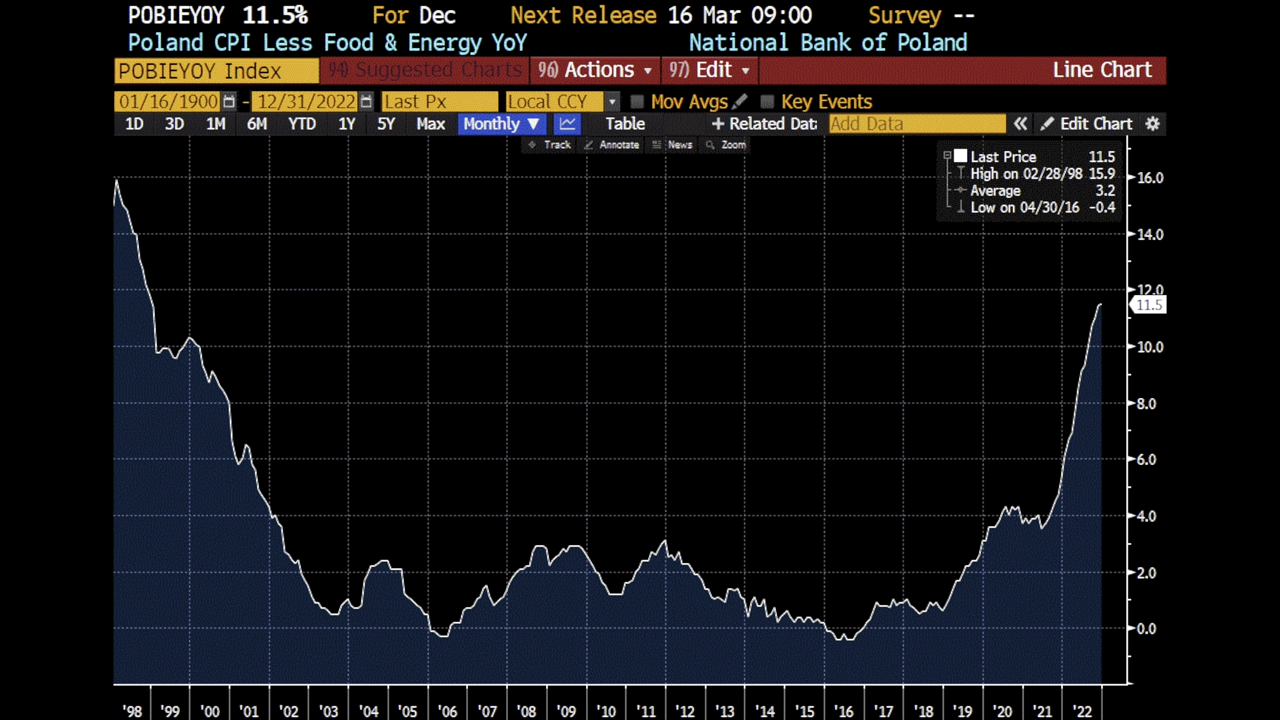 POBIEYOY 11.5% For Dec Next Release 16 Mar 09:00 Survey --
Poland CPI Less Food & Energy YoY National Bank of Poland
POBIEYOY Index 94) Suggested Charts 96) Actions 97) Edit Line Chart
01/16/1900 - 12/31/2022 Last Px Local CCY Mov Avgs Key Events
1D 3D 1M 6M YTD 1Y 5Y Max Monthly ▼ Table + Related Data Add Data « Edit Chart
Track Annotate News Zoom
Last Price 11.5
High on 02/28/98 15.9
Average 3.2
Low on 04/30/16 -0.4
16.0
14.0
12.0
11.5
10.0
8.0
6.0
4.0
2.0
0.0
'98 '99 '00 '01 '02 '03 '04 '05 '06 '07 '08 '09 '10 '11 '12 '13 '14 '15 '16 '17 '18 '19 '20 '21 '22